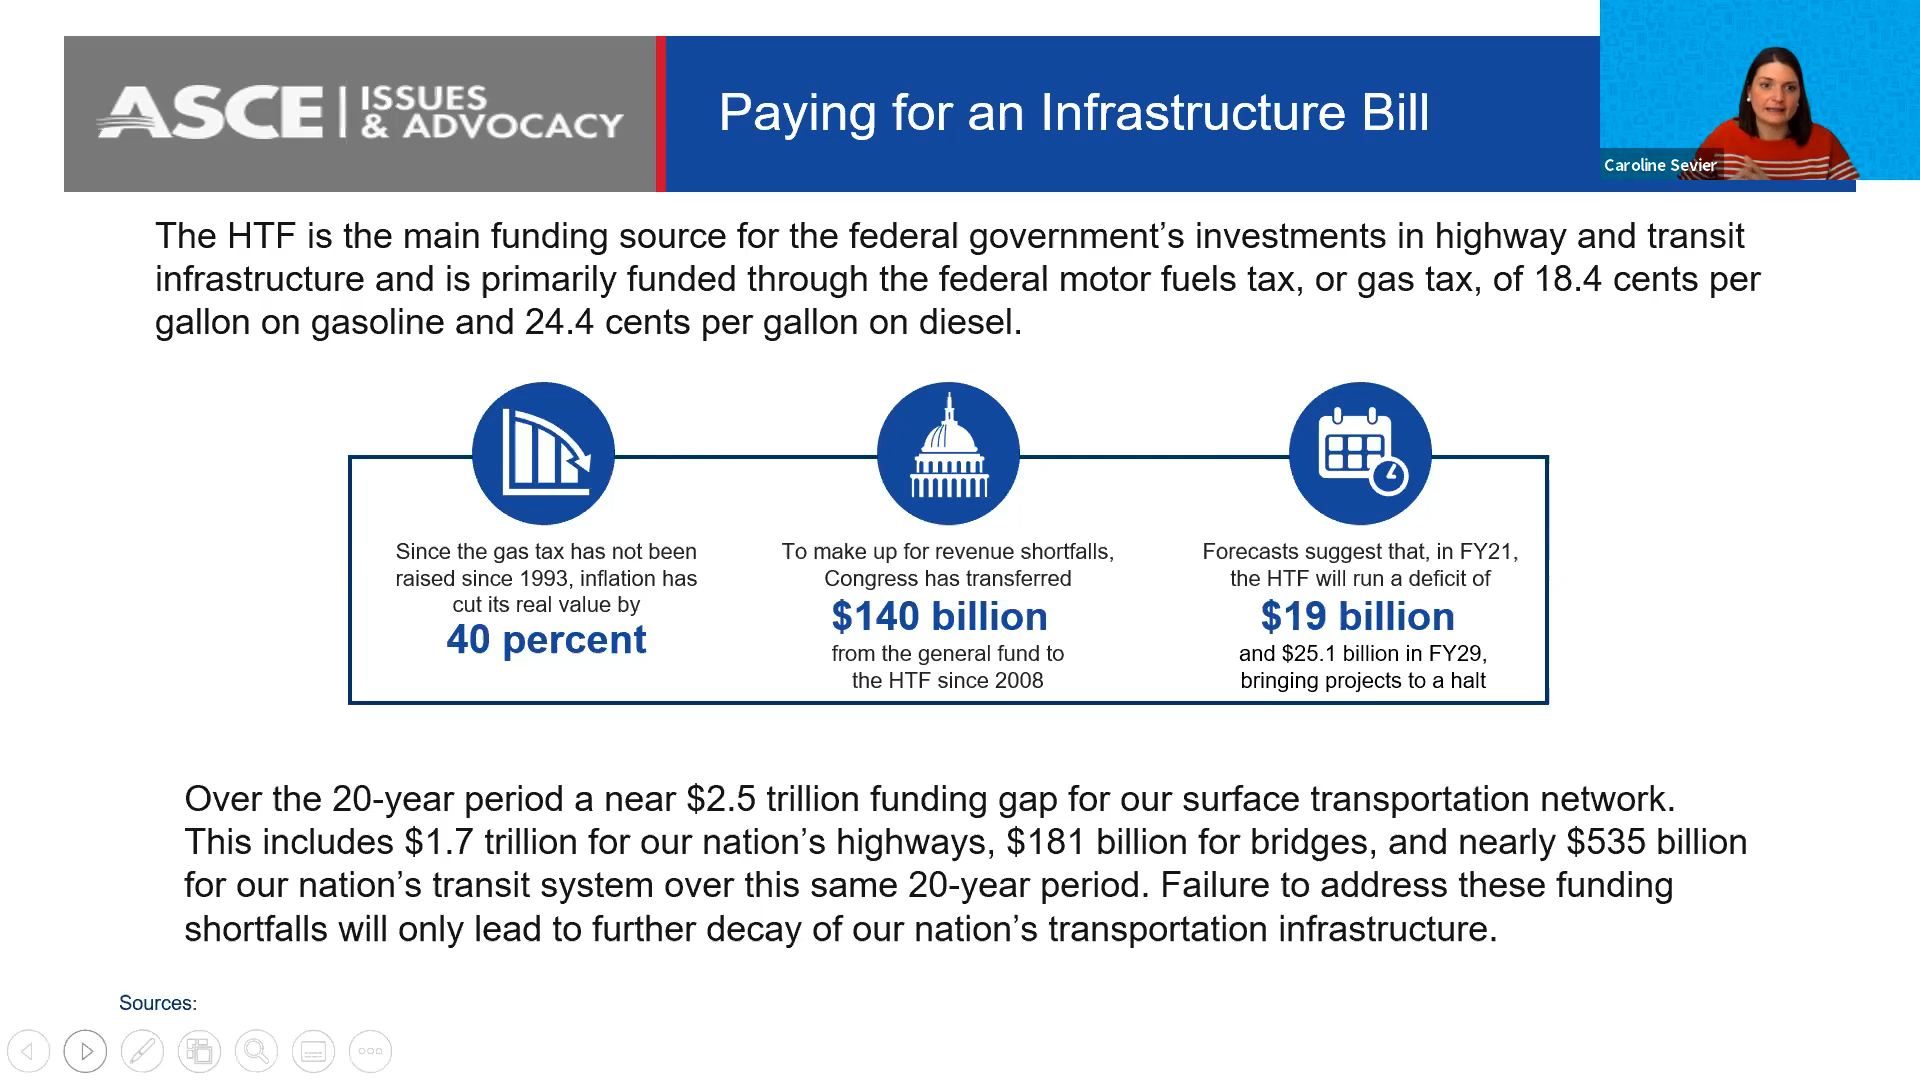 ASCE | ISSUES & ADVOCACY
Paying for an Infrastructure Bill
Caroline Sevier
The HTF is the main funding source for the federal government’s investments in highway and transit
infrastructure and is primarily funded through the federal motor fuels tax, or gas tax, of 18.4 cents per
gallon on gasoline and 24.4 cents per gallon on diesel.
Since the gas tax has not been
raised since 1993, inflation has
cut its real value by
40 percent
To make up for revenue shortfalls,
Congress has transferred
$140 billion
from the general fund to
the HTF since 2008
Forecasts suggest that, in FY21,
the HTF will run a deficit of
$19 billion
and $25.1 billion in FY29,
bringing projects to a halt
Over the 20-year period a near $2.5 trillion funding gap for our surface transportation network.
This includes $1.7 trillion for our nation’s highways, $181 billion for bridges, and nearly $535 billion
for our nation’s transit system over this same 20-year period. Failure to address these funding
shortfalls will only lead to further decay of our nation’s transportation infrastructure.
Sources: